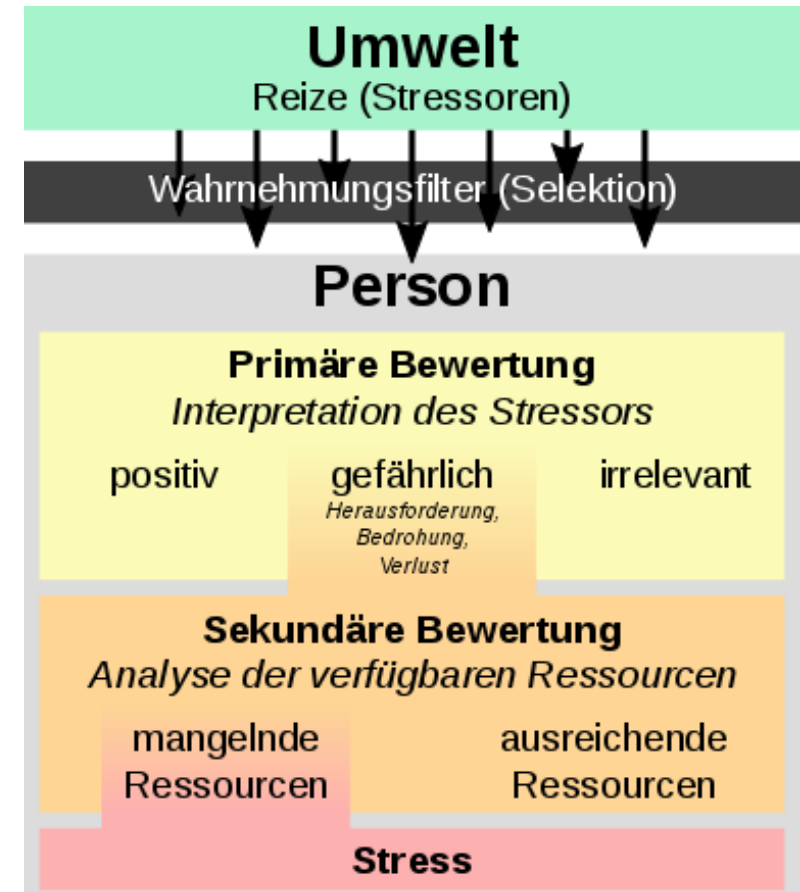 Umwelt
Reize (Stressoren)
Wahrnehmungsfilter (Selektion)
Person
Primäre Bewertung
Interpretation des Stressors
positiv gefährlich irrelevant
Herausforderung,
Bedrohung,
Verlust
Sekundäre Bewertung
Analyse der verfügbaren Ressourcen
mangelnde ausreichende
Ressourcen Ressourcen
Stress